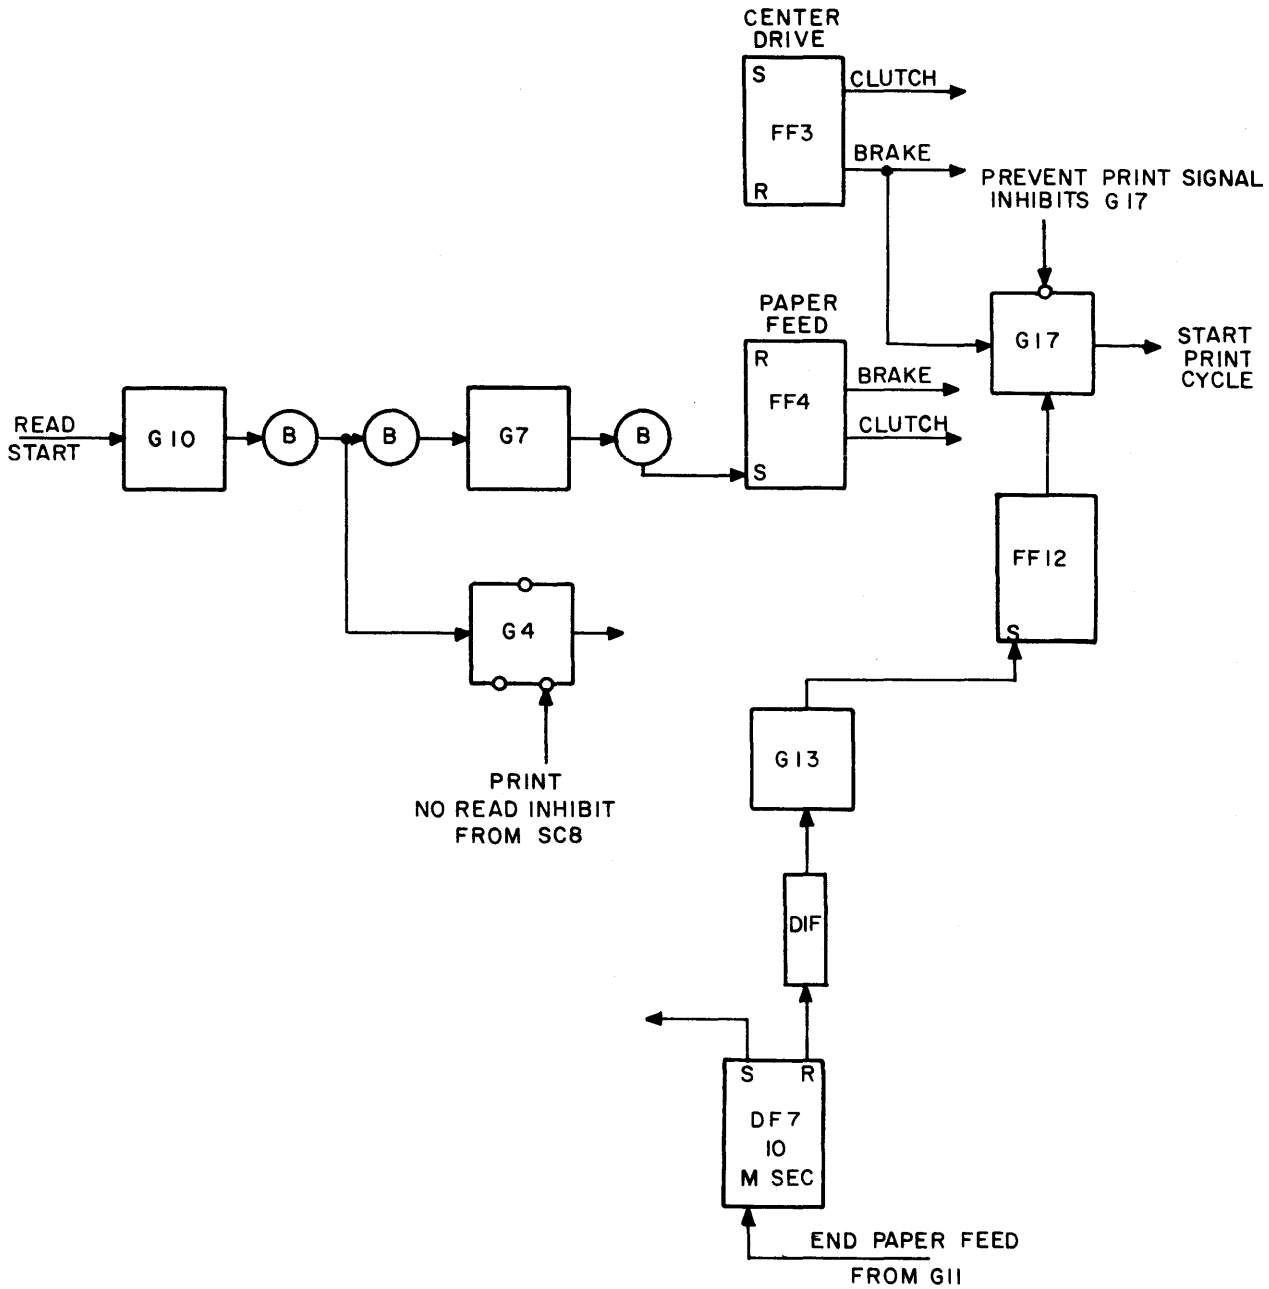 CENTER
DRIVE
S
CLUTCH
FF3
BRAKE
R
PREVENT PRINT SIGNAL
INHIBITS G17
PAPER
FEED
R
BRAKE
FF4
CLUTCH
S
G17
START
PRINT
CYCLE
READ
START
G10
B
B
G7
B
FF12
S
G4
PRINT
NO READ INHIBIT
FROM SC8
G13
DIF
S R
DF7
10
M SEC
END PAPER FEED
FROM G11